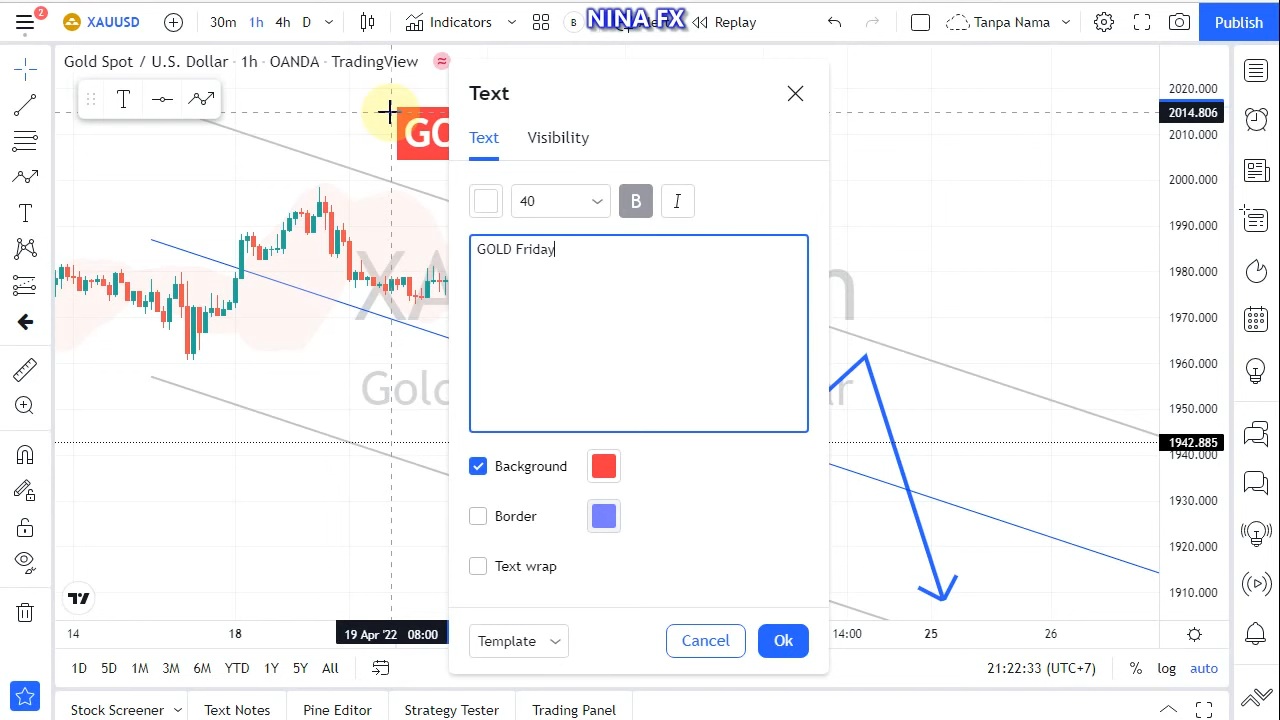 2
XAUUSD
30m 1h 4h D
Indicators
B
NINA FX
Replay
Tanpa Nama
Publish
Gold Spot / U.S. Dollar · 1h · OANDA · TradingView
T
GO
Text
Text Visibility
40
B I
GOLD Friday
Background
Border
Text wrap
Template
Cancel
Ok
2020.000
2014.806
2010.000
2000.000
1990.000
1980.000
1970.000
1960.000
1950.000
1942.885
1940.000
1930.000
1920.000
1910.000
14 18 19 Apr '22 08:00 14:00 25 26
1D 5D 1M 3M 6M YTD 1Y 5Y All
21:22:33 (UTC+7) % log auto
Stock Screener Text Notes Pine Editor Strategy Tester Trading Panel